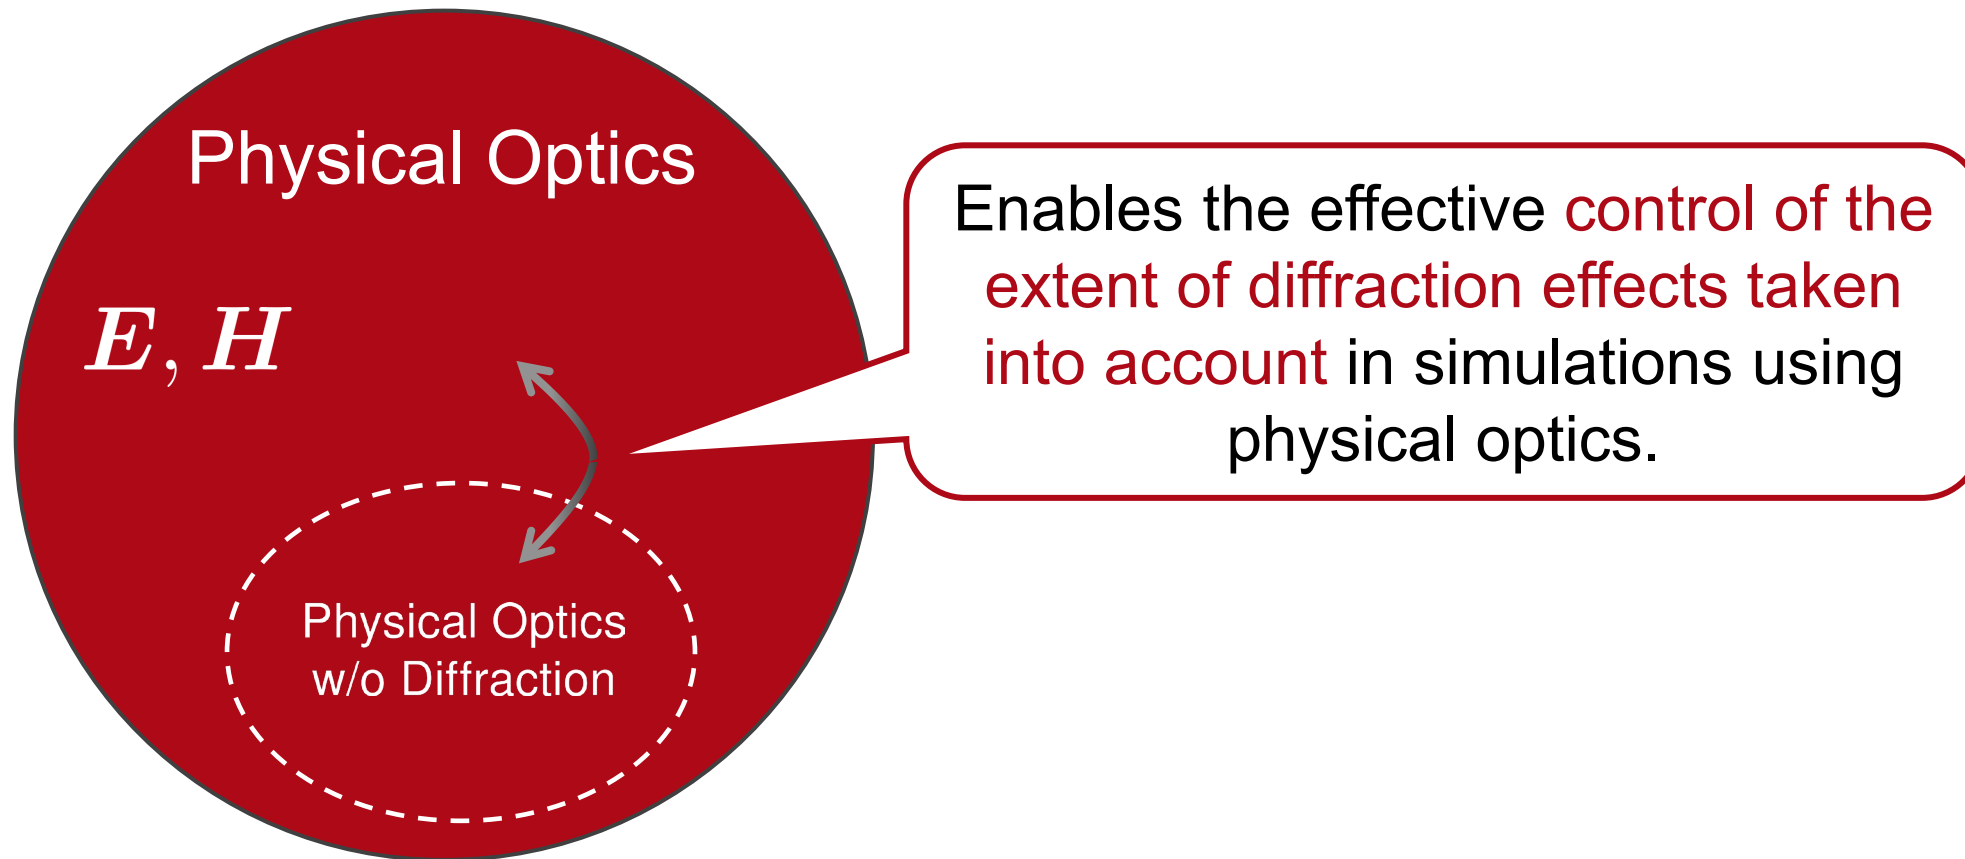 Physical Optics
E, H
Physical Optics
w/o Diffraction
Enables the effective control of the
extent of diffraction effects taken
into account in simulations using
physical optics.